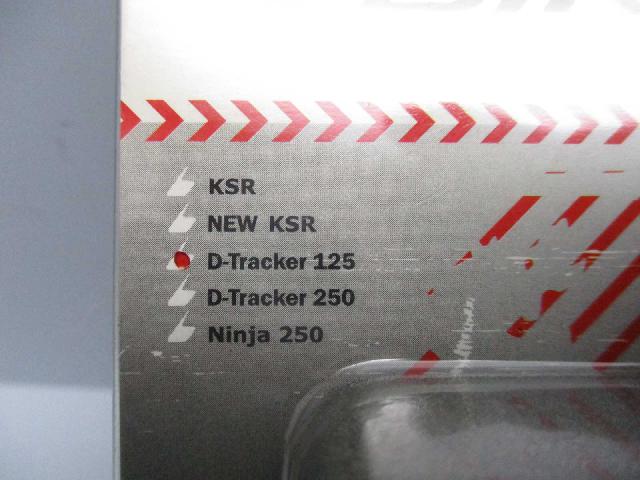 KSR
NEW KSR
D-Tracker 125
D-Tracker 250
Ninja 250